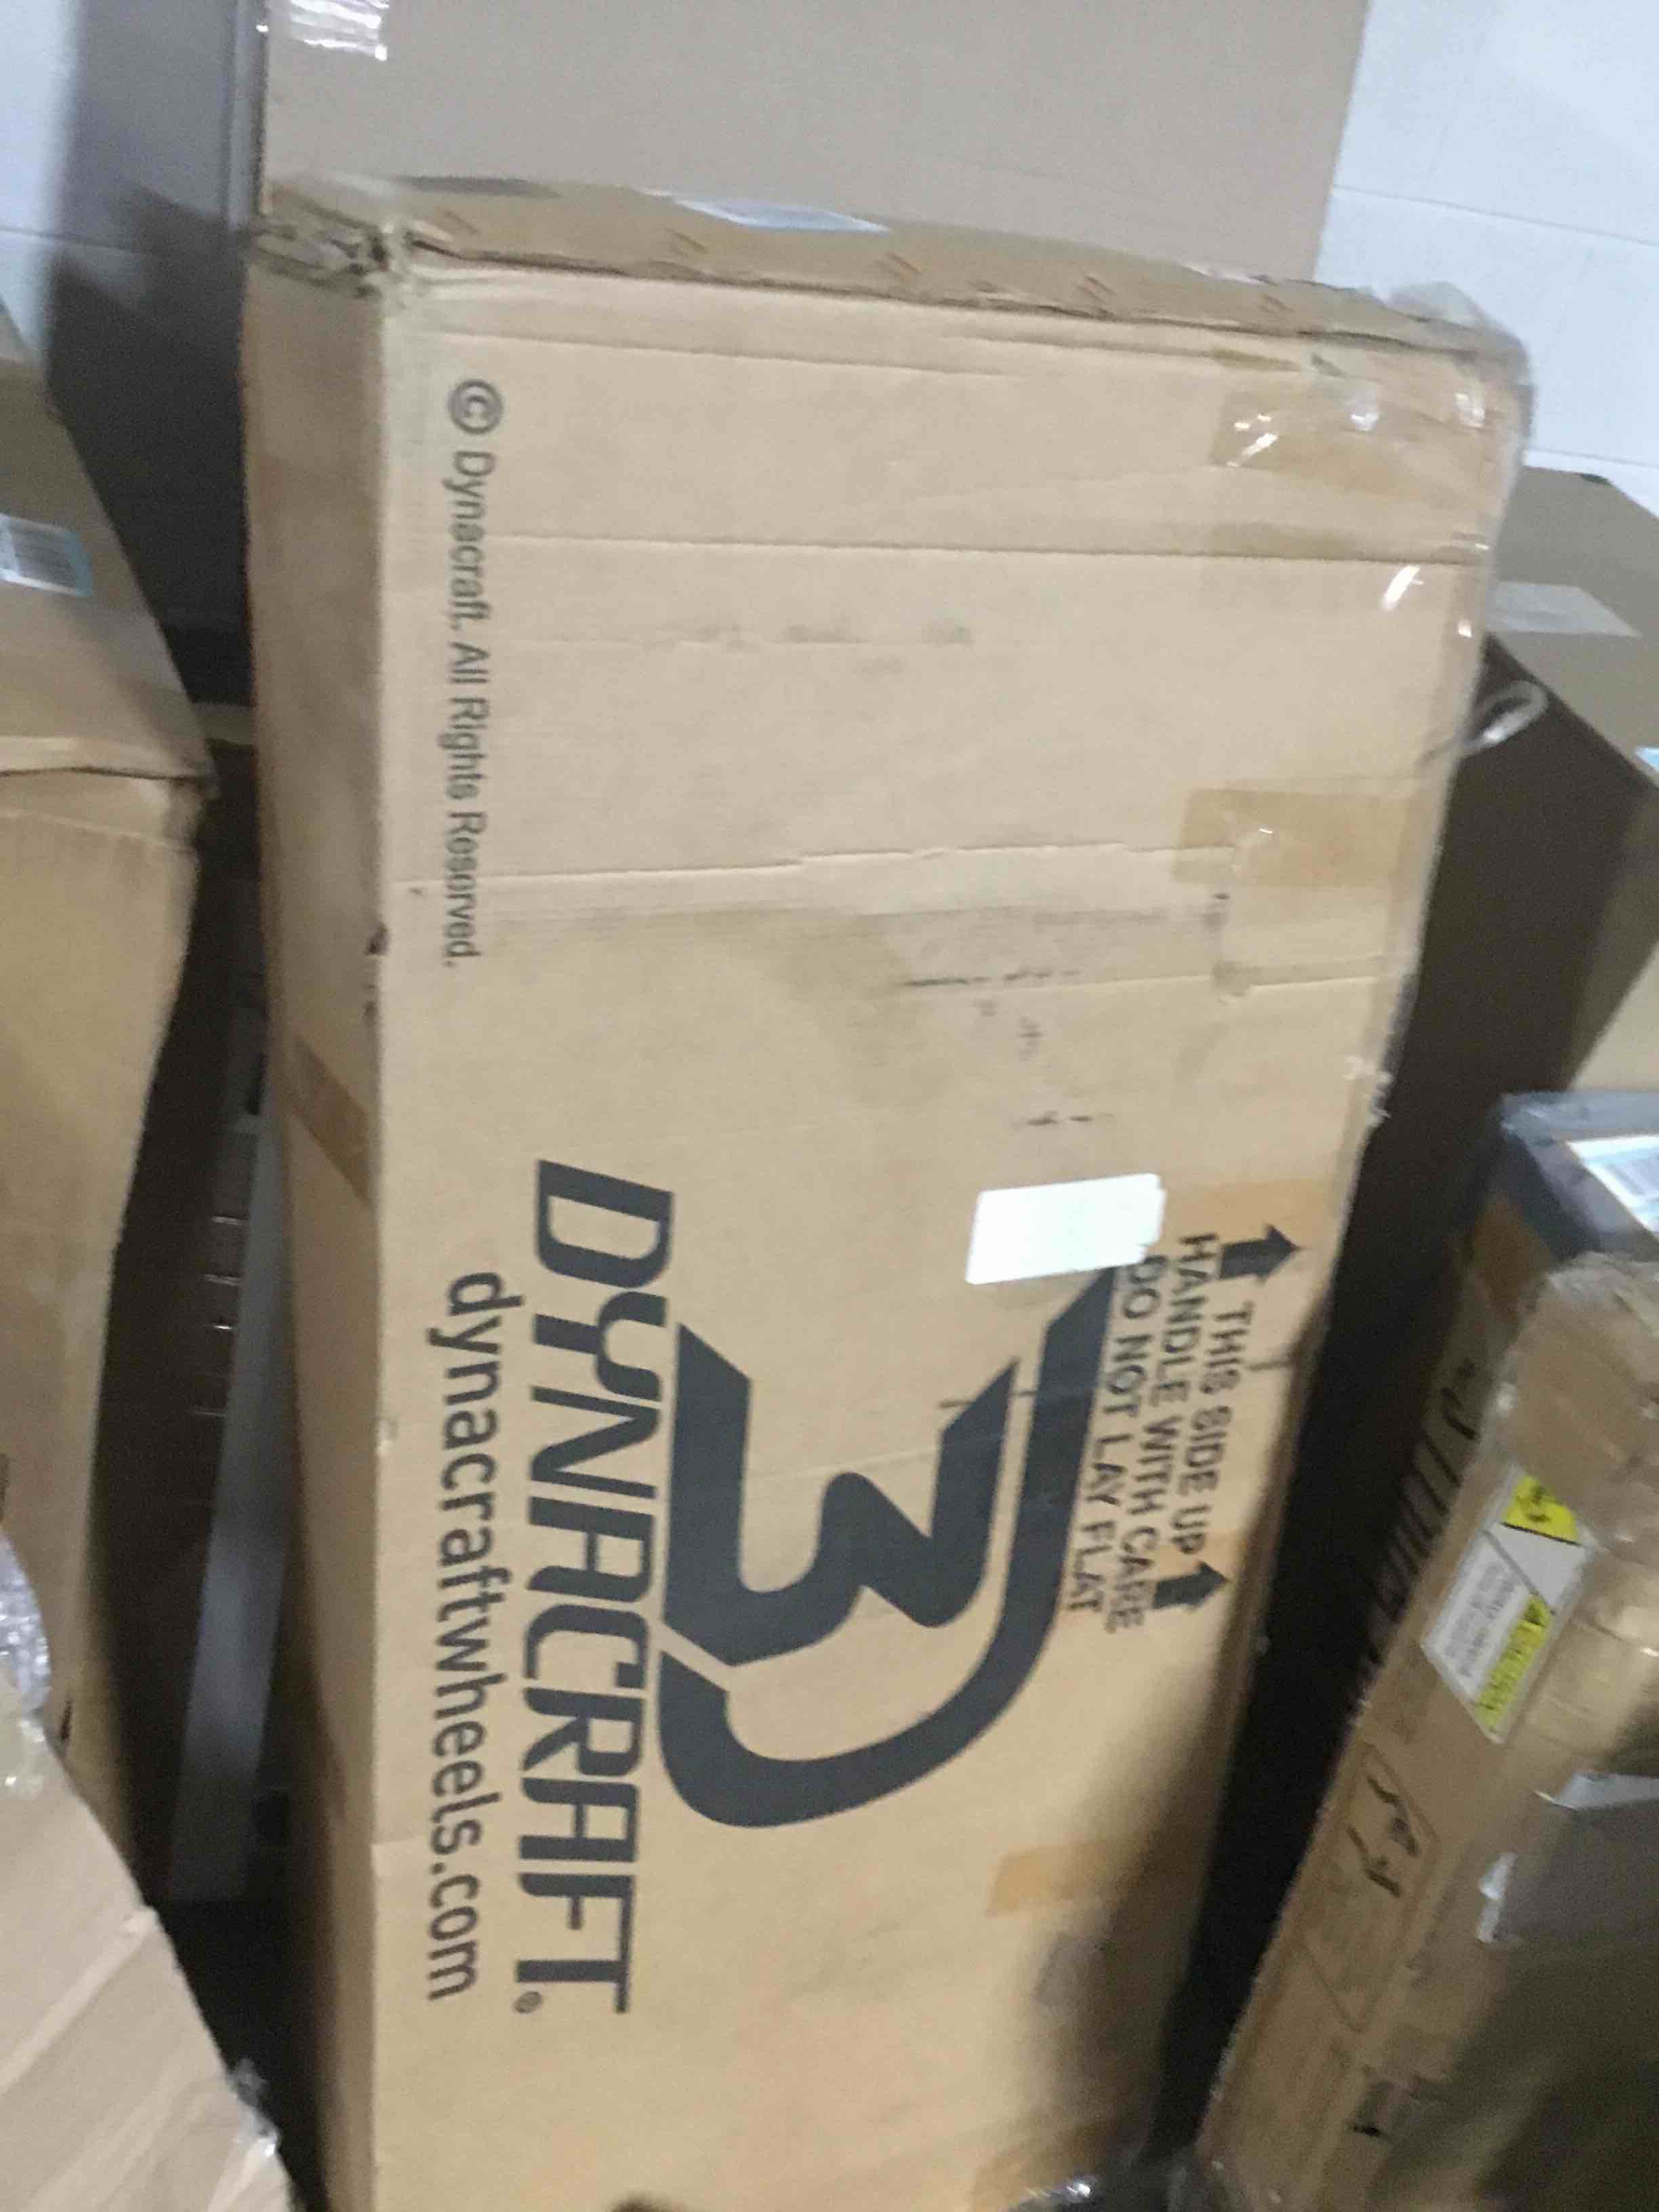 THIS SIDE UP
HANDLE WITH CARE
DO NOT LAY FLAT
DYNACRAFT®
dynacraftwheels.com
© Dynacraft. All Rights Reserved.